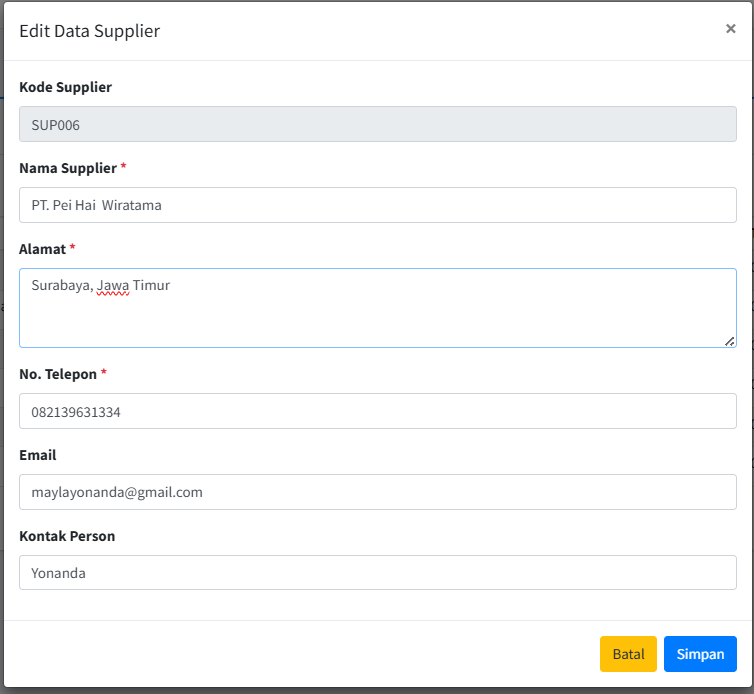 Edit Data Supplier
×
Kode Supplier
SUP006
Nama Supplier *
PT. Pei Hai  Wiratama
Alamat *
Surabaya, Jawa Timur
No. Telepon *
082139631334
Email
maylayonanda@gmail.com
Kontak Person
Yonanda
Batal Simpan